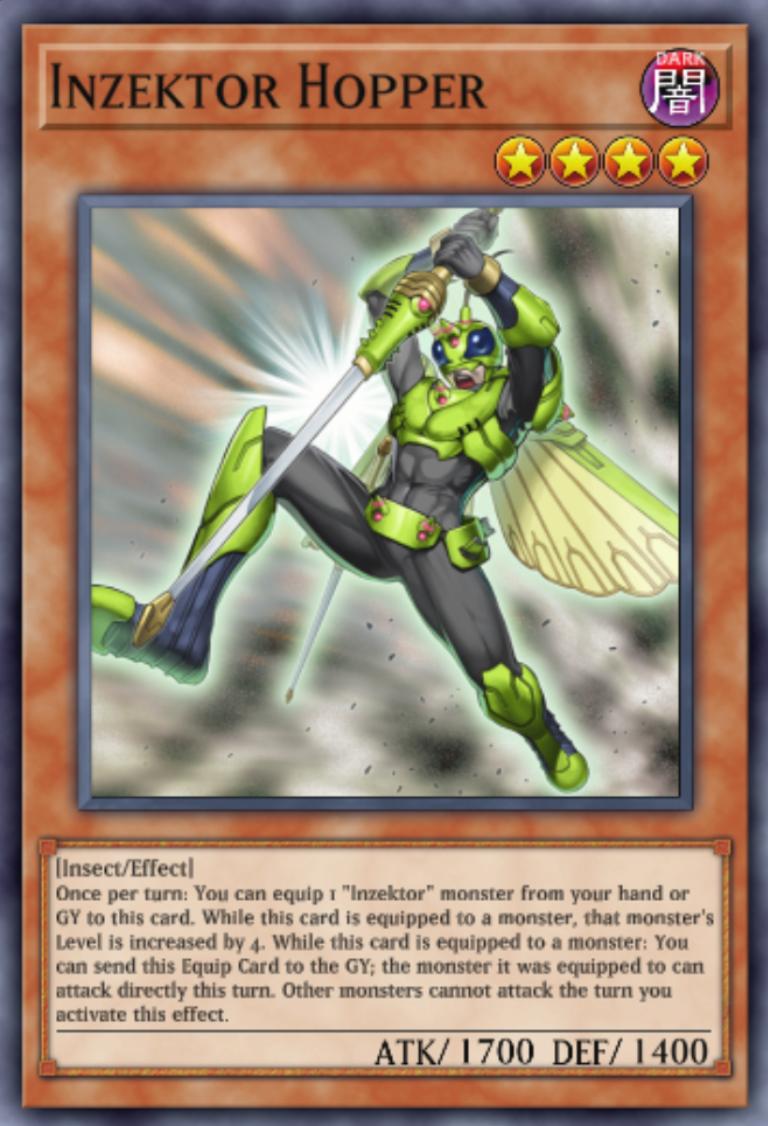 Inzektor Hopper
DARK
闇
[Insect/Effect]
Once per turn: You can equip 1 "Inzektor" monster from your hand or
GY to this card. While this card is equipped to a monster, that monster's
Level is increased by 4. While this card is equipped to a monster: You
can send this Equip Card to the GY; the monster it was equipped to can
attack directly this turn. Other monsters cannot attack the turn you
activate this effect.
ATK/ 1700 DEF/ 1400